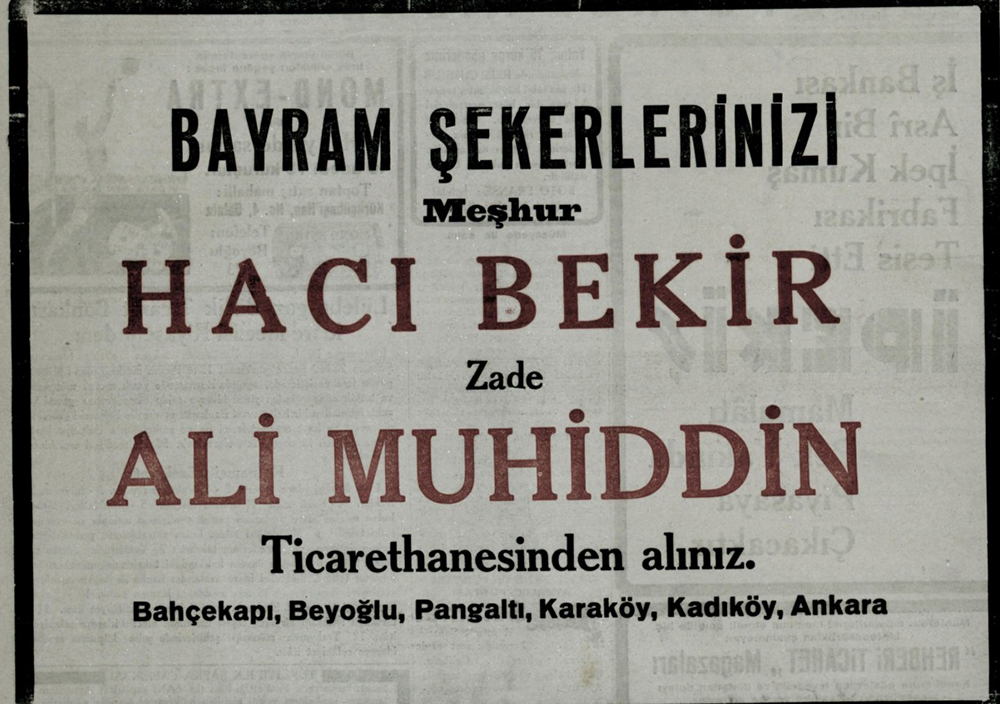 BAYRAM ŞEKERLERİNİZİ
Meşhur
HACI BEKİR
Zade
ALİ MUHİDDİN
Ticarethanesinden alınız.
Bahçekapı, Beyoğlu, Pangaltı, Karaköy, Kadıköy, Ankara